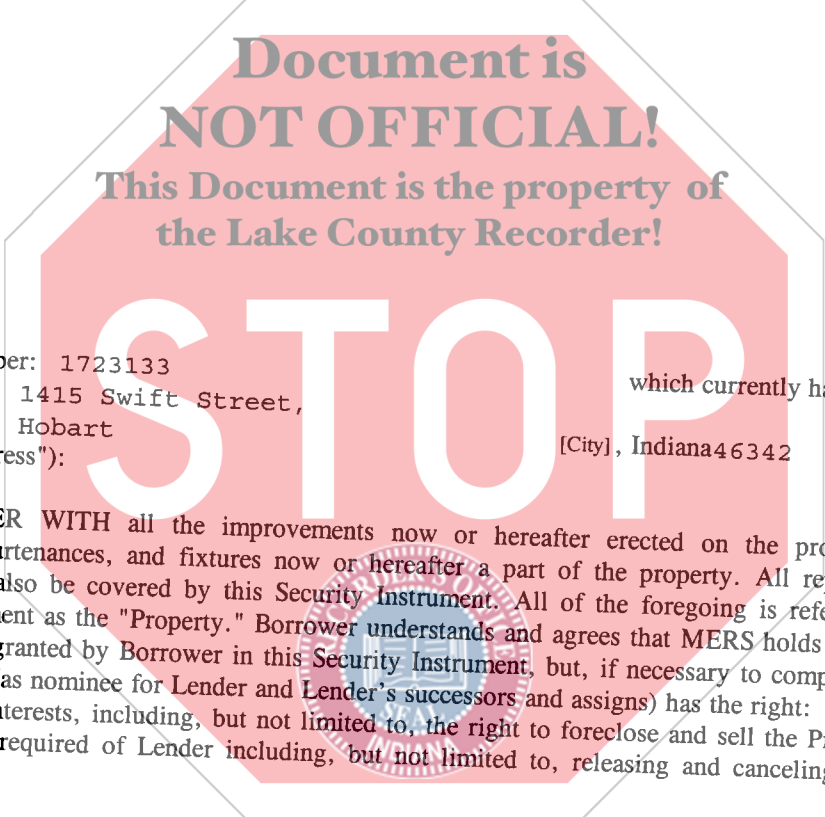 Document is
NOT OFFICIAL!
This Document is the property of
the Lake County Recorder!
STOP
ber: 1723133
which currently ha
1415 Swift Street,
Hobart
[City], Indiana46342
ress"):
ER WITH all the improvements now or hereafter erected on the pro
urtenances, and fixtures now or hereafter a part of the property. All rep
also be covered by this Security Instrument. All of the foregoing is refe
ent as the "Property." Borrower understands and agrees that MERS holds
granted by Borrower in this Security Instrument, but, if necessary to comp
as nominee for Lender and Lender's successors and assigns) has the right:
nterests, including, but not limited to, the right to foreclose and sell the Pr
required of Lender including, but not limited to, releasing and canceling
SEAL
INDIANA